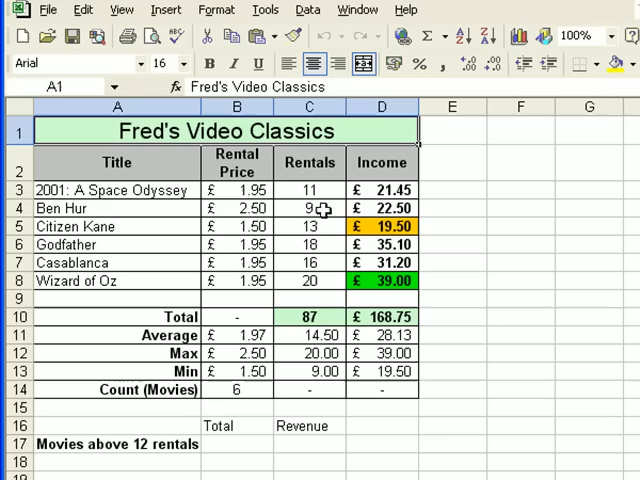 File Edit View Insert Format Tools Data Window Help
100%
Arial 16 B I U % ,
A1 fx Fred's Video Classics
A B C D E F G
1 Fred's Video Classics
2 Title Rental Price Rentals Income
3 2001: A Space Odyssey £ 1.95 11 £ 21.45
4 Ben Hur £ 2.50 9 £ 22.50
5 Citizen Kane £ 1.50 13 £ 19.50
6 Godfather £ 1.95 18 £ 35.10
7 Casablanca £ 1.95 16 £ 31.20
8 Wizard of Oz £ 1.95 20 £ 39.00
9
10 Total - 87 £ 168.75
11 Average £ 1.97 14.50 £ 28.13
12 Max £ 2.50 20.00 £ 39.00
13 Min £ 1.50 9.00 £ 19.50
14 Count (Movies) 6 - -
15
16 Total Revenue
17 Movies above 12 rentals
18